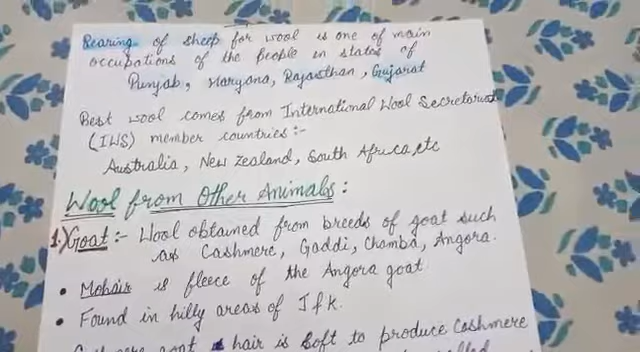 Rearing of sheep for wool is one of main
occupations of the people in states of
Punjab, Haryana, Rajasthan, Gujarat
Best wool comes from International Wool Secretariat
(IWS) member countries:-
Australia, New Zealand, South Africa, etc
Wool from Other Animals:
1.) Goat:- Wool obtained from breeds of goat such
as Cashmere, Gaddi, Chamba, Angora.
• Mohair is fleece of the Angora goat
• Found in hilly areas of J&K.
goat hair is soft to produce Cashmere